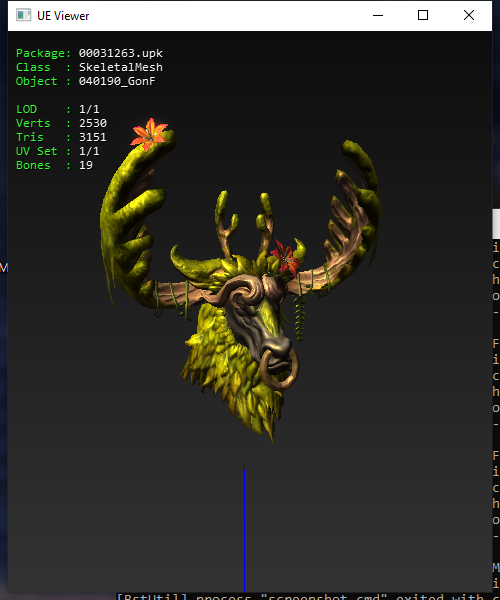 UE Viewer
Package: 00031263.upk
Class  : SkeletalMesh
Object : 040190_GonF
LOD    : 1/1
Verts  : 2530
Tris   : 3151
UV Set : 1/1
Bones  : 19
M
i
c
h
o
-
F
i
c
h
o
-
F
i
c
h
o
-
M
i